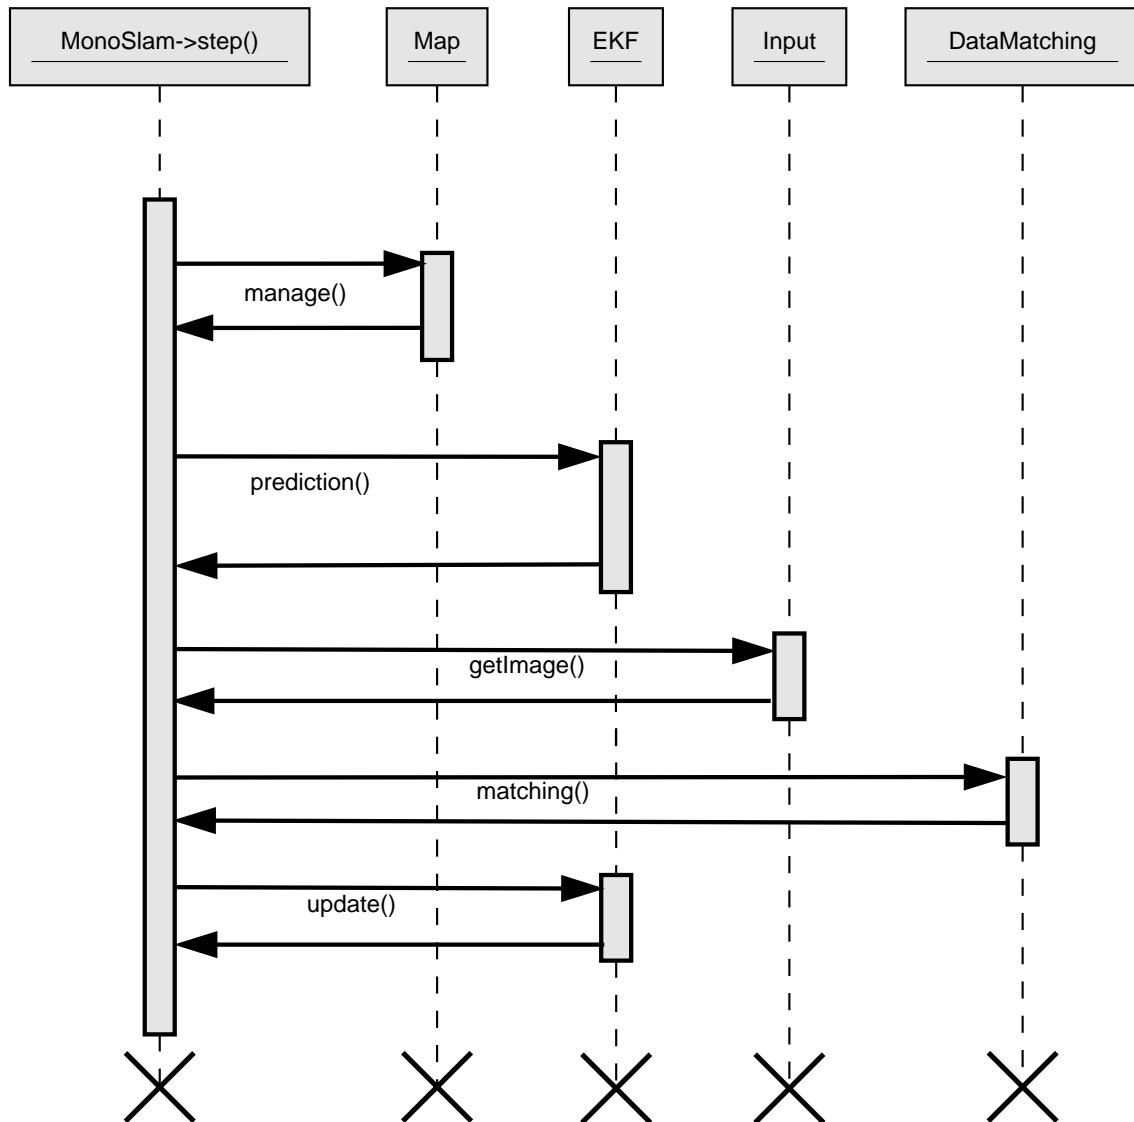 MonoSlam->step()
Map
EKF
Input
DataMatching
manage()
prediction()
getImage()
matching()
update()